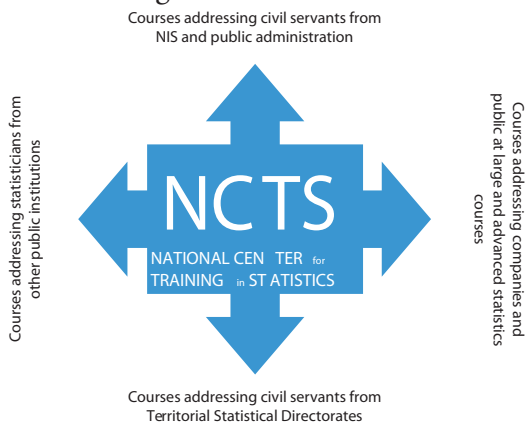 Courses addressing civil servants from
NIS and public administration
Courses addressing statisticians from
other public institutions
NCTS
NATIONAL CEN TER for
TRAINING in ST ATISTICS
Courses addressing companies and
public at large and advanced statistics
courses
Courses addressing civil servants from
Territorial Statistical Directorates